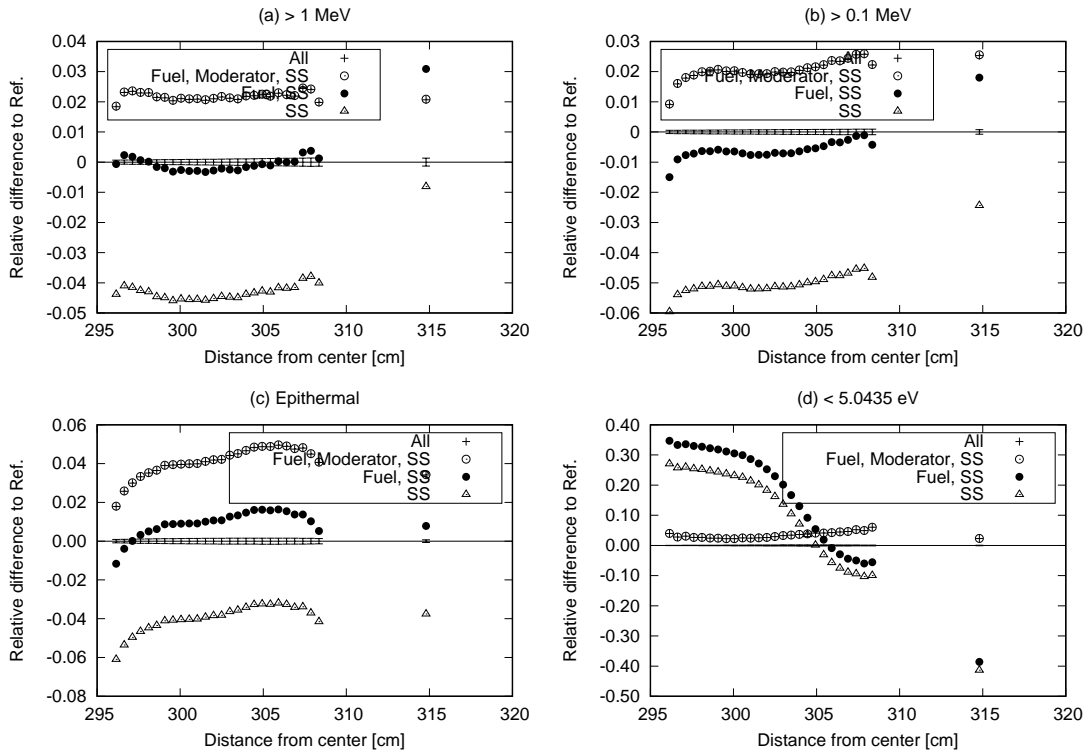 (a) > 1 MeV
0.04
0.03
0.02
0.01
0
-0.01
-0.02
-0.03
-0.04
-0.05
295
300
305
310
315
320
Relative difference to Ref.
Distance from center [cm]
All
Fuel, Moderator, SS
Fuel, SS
SS
(b) > 0.1 MeV
0.03
0.02
0.01
0
-0.01
-0.02
-0.03
-0.04
-0.05
-0.06
295
300
305
310
315
320
Relative difference to Ref.
Distance from center [cm]
All
Fuel, Moderator, SS
Fuel, SS
SS
(c) Epithermal
0.06
0.04
0.02
0.00
-0.02
-0.04
-0.06
-0.08
295
300
305
310
315
320
Relative difference to Ref.
Distance from center [cm]
All
Fuel, Moderator, SS
Fuel, SS
SS
(d) < 5.0435 eV
0.40
0.30
0.20
0.10
0.00
-0.10
-0.20
-0.30
-0.40
-0.50
295
300
305
310
315
320
Relative difference to Ref.
Distance from center [cm]
All
Fuel, Moderator, SS
Fuel, SS
SS